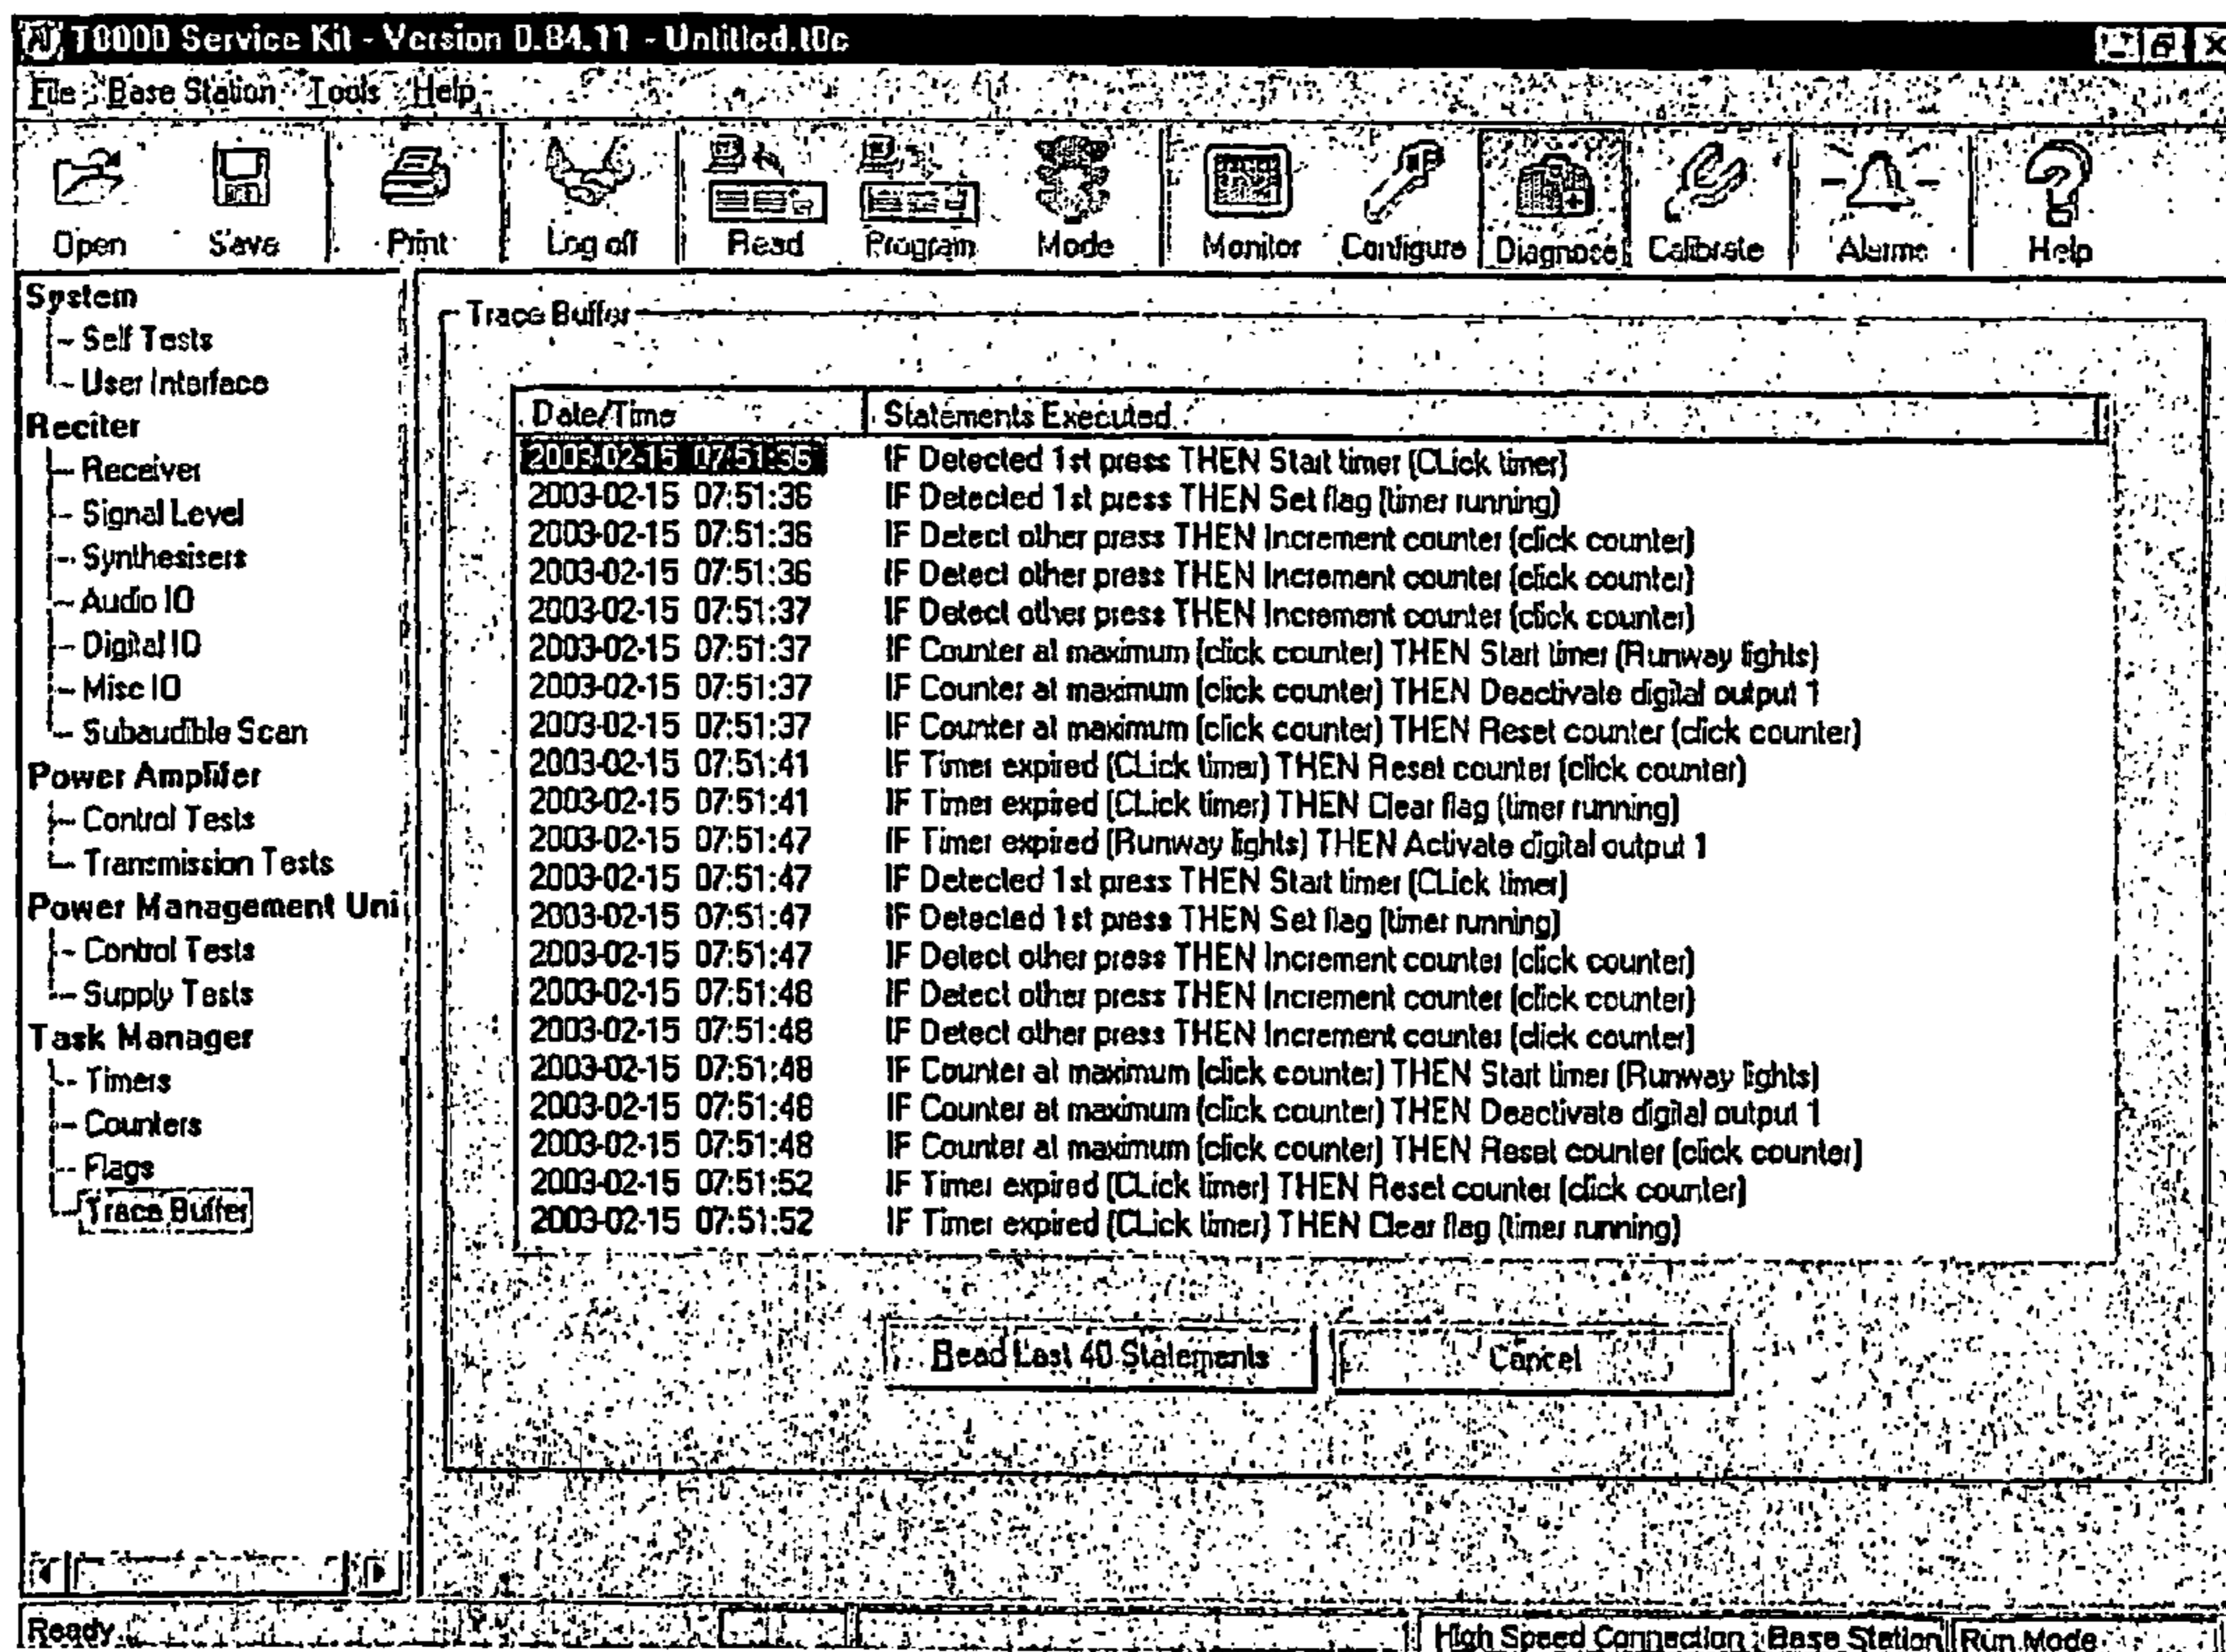 T8000 Service Kit - Version 0.84.11 - Untitled.t8c
File Base Station Tools Help
Open Save Print Log off Read Program Mode Monitor Configure Diagnose Calibrate Alarms Help
System
Self Tests
User Interface
Reciter
Receiver
Signal Level
Synthesisers
Audio IO
Digital IO
Misc IO
Subaudible Scan
Power Amplifer
Control Tests
Transmission Tests
Power Management Uni
Control Tests
Supply Tests
Task Manager
Timers
Counters
Flags
Trace Buffer
Trace Buffer
Date/Time Statements Executed
2003-02-15 07:51:36 IF Detected 1st press THEN Start timer (CLick timer)
2003-02-15 07:51:36 IF Detected 1st press THEN Set flag (timer running)
2003-02-15 07:51:36 IF Detect other press THEN Increment counter (click counter)
2003-02-15 07:51:36 IF Detect other press THEN Increment counter (click counter)
2003-02-15 07:51:37 IF Detect other press THEN Increment counter (click counter)
2003-02-15 07:51:37 IF Counter at maximum (click counter) THEN Start timer (Runway lights)
2003-02-15 07:51:37 IF Counter at maximum (click counter) THEN Deactivate digital output 1
2003-02-15 07:51:37 IF Counter at maximum (click counter) THEN Reset counter (click counter)
2003-02-15 07:51:41 IF Timer expired (CLick timer) THEN Reset counter (click counter)
2003-02-15 07:51:41 IF Timer expired (CLick timer) THEN Clear flag (timer running)
2003-02-15 07:51:47 IF Timer expired (Runway lights) THEN Activate digital output 1
2003-02-15 07:51:47 IF Detected 1st press THEN Start timer (CLick timer)
2003-02-15 07:51:47 IF Detected 1st press THEN Set flag (timer running)
2003-02-15 07:51:47 IF Detect other press THEN Increment counter (click counter)
2003-02-15 07:51:48 IF Detect other press THEN Increment counter (click counter)
2003-02-15 07:51:48 IF Detect other press THEN Increment counter (click counter)
2003-02-15 07:51:48 IF Counter at maximum (click counter) THEN Start timer (Runway lights)
2003-02-15 07:51:48 IF Counter at maximum (click counter) THEN Deactivate digital output 1
2003-02-15 07:51:48 IF Counter at maximum (click counter) THEN Reset counter (click counter)
2003-02-15 07:51:52 IF Timer expired (CLick timer) THEN Reset counter (click counter)
2003-02-15 07:51:52 IF Timer expired (CLick timer) THEN Clear flag (timer running)
Read Last 40 Statements Cancel
Ready High Speed Connection Base Station Run Mode